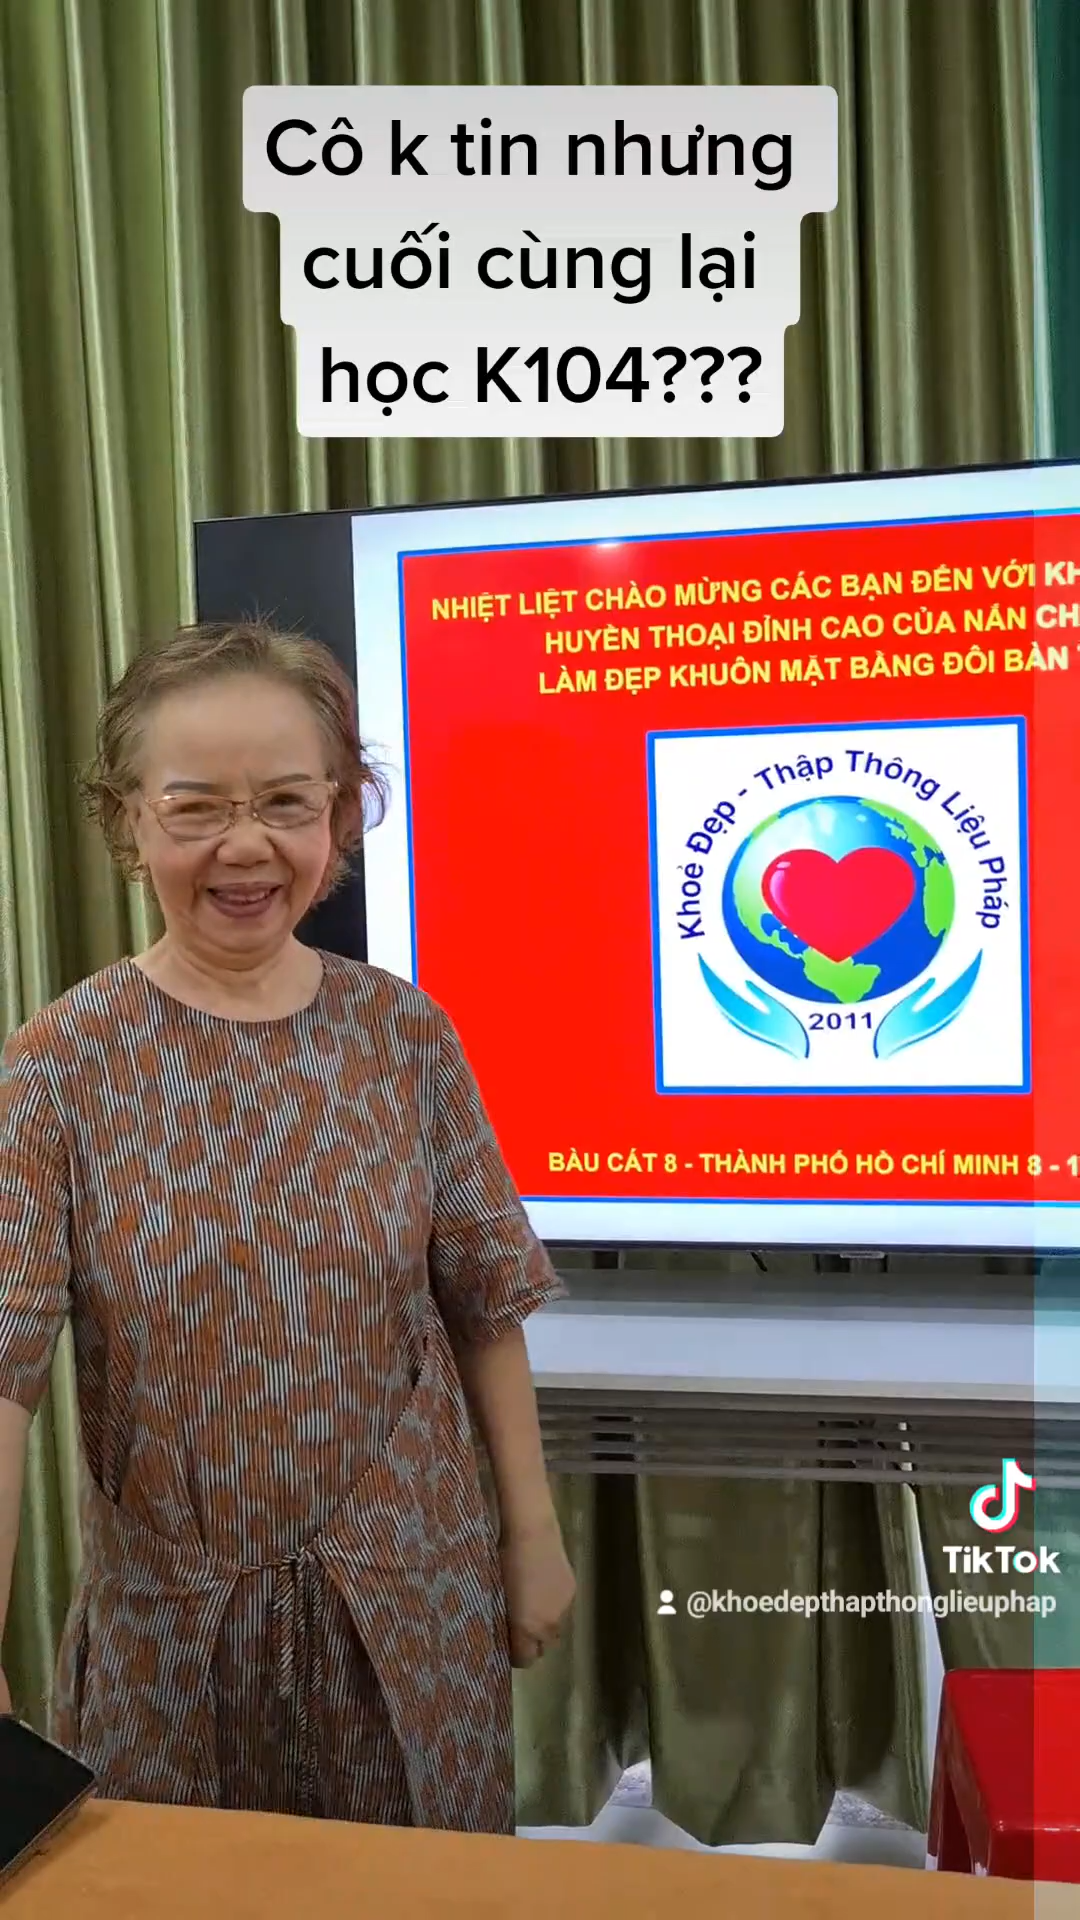 Cô k tin nhưng
cuối cùng lại
học K104???
NHIỆT LIỆT CHÀO MỪNG CÁC BẠN ĐẾN VỚI
HUYỀN THOẠI ĐỈNH CAO CỦA NẮN
LÀM ĐẸP KHUÔN MẶT BẰNG ĐÔI BÀN
Khoẻ Đẹp - Thập Thông Liệu Pháp
2011
BÀU CÁT 8 - THÀNH PHỐ HỒ CHÍ MINH 8 -
TikTok
@khoedepthapthonglieuphap